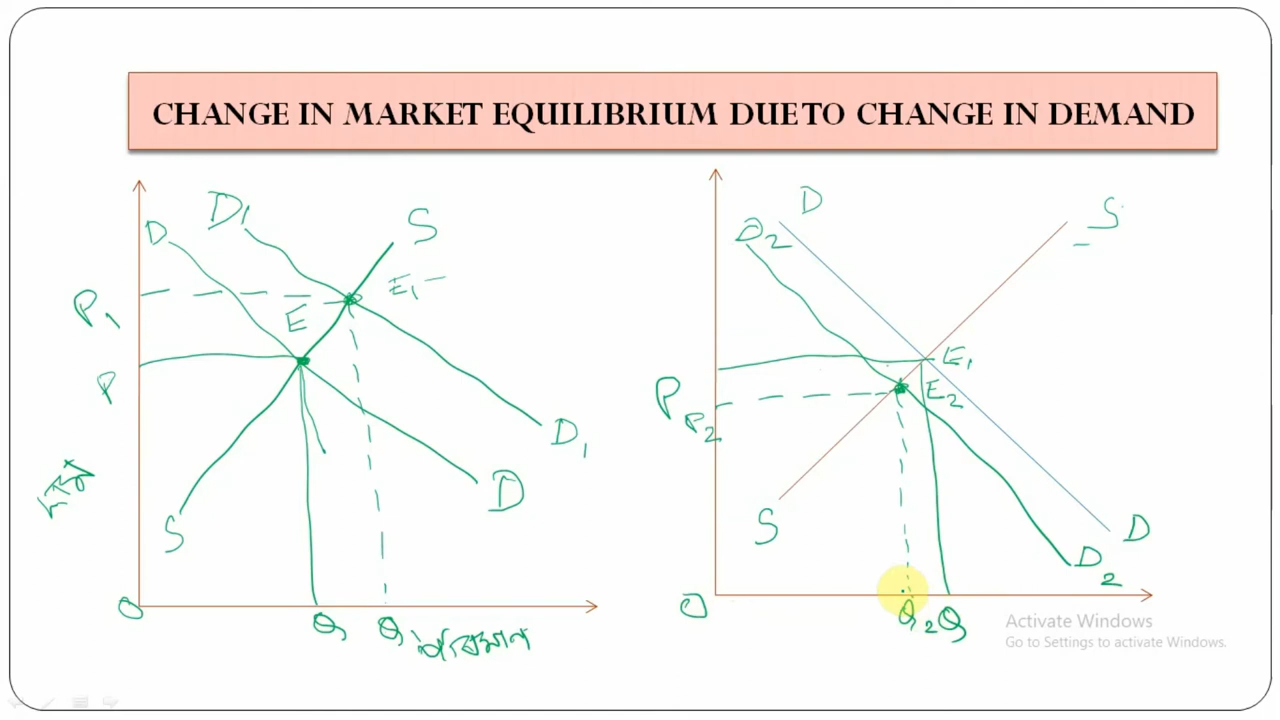 CHANGE IN MARKET EQUILIBRIUM DUETO CHANGE IN DEMAND
D
D1
S
P1
E1
E
P
D1
D
S
O
Q
Q
পরিমাণ
D
S
D2
E1
P
E2
P2
S
D
D2
O
Q2
Q
Activate Windows
Go to Settings to activate Windows.